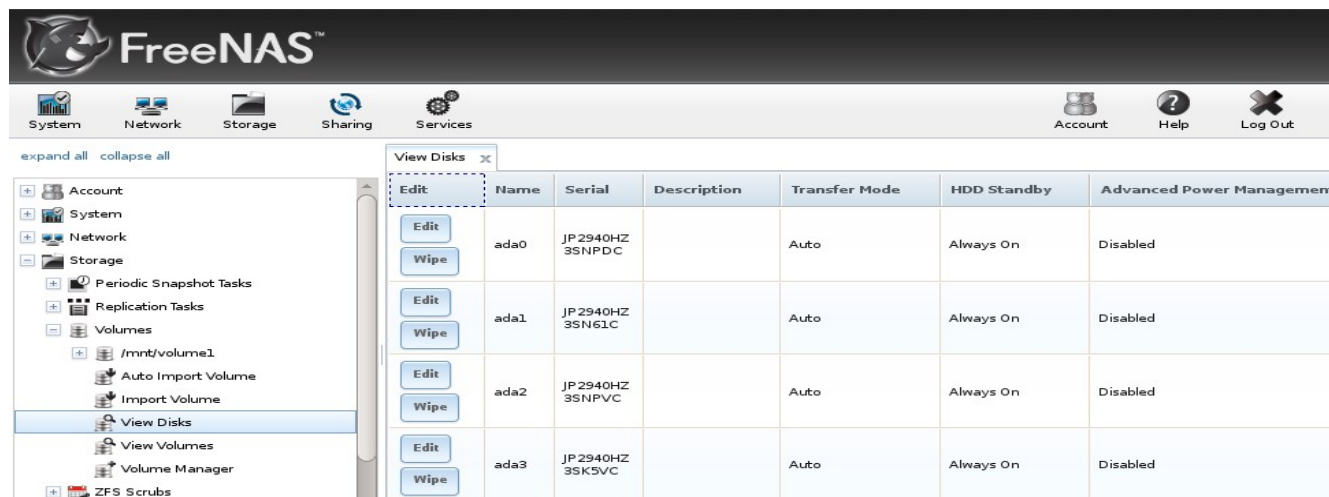 FreeNAS™
System Network Storage Sharing Services Account Help Log Out
expand all collapse all
View Disks
Account
System
Network
Storage
Periodic Snapshot Tasks
Replication Tasks
Volumes
/mnt/volume1
Auto Import Volume
Import Volume
View Disks
View Volumes
Volume Manager
ZFS Scrubs
Edit Name Serial Description Transfer Mode HDD Standby Advanced Power Managemen
Edit
Wipe
ada0
JP2940HZ
3SNPDC
Auto
Always On
Disabled
Edit
Wipe
ada1
JP2940HZ
3SN61C
Auto
Always On
Disabled
Edit
Wipe
ada2
JP2940HZ
3SNPVC
Auto
Always On
Disabled
Edit
Wipe
ada3
JP2940HZ
3SK5VC
Auto
Always On
Disabled